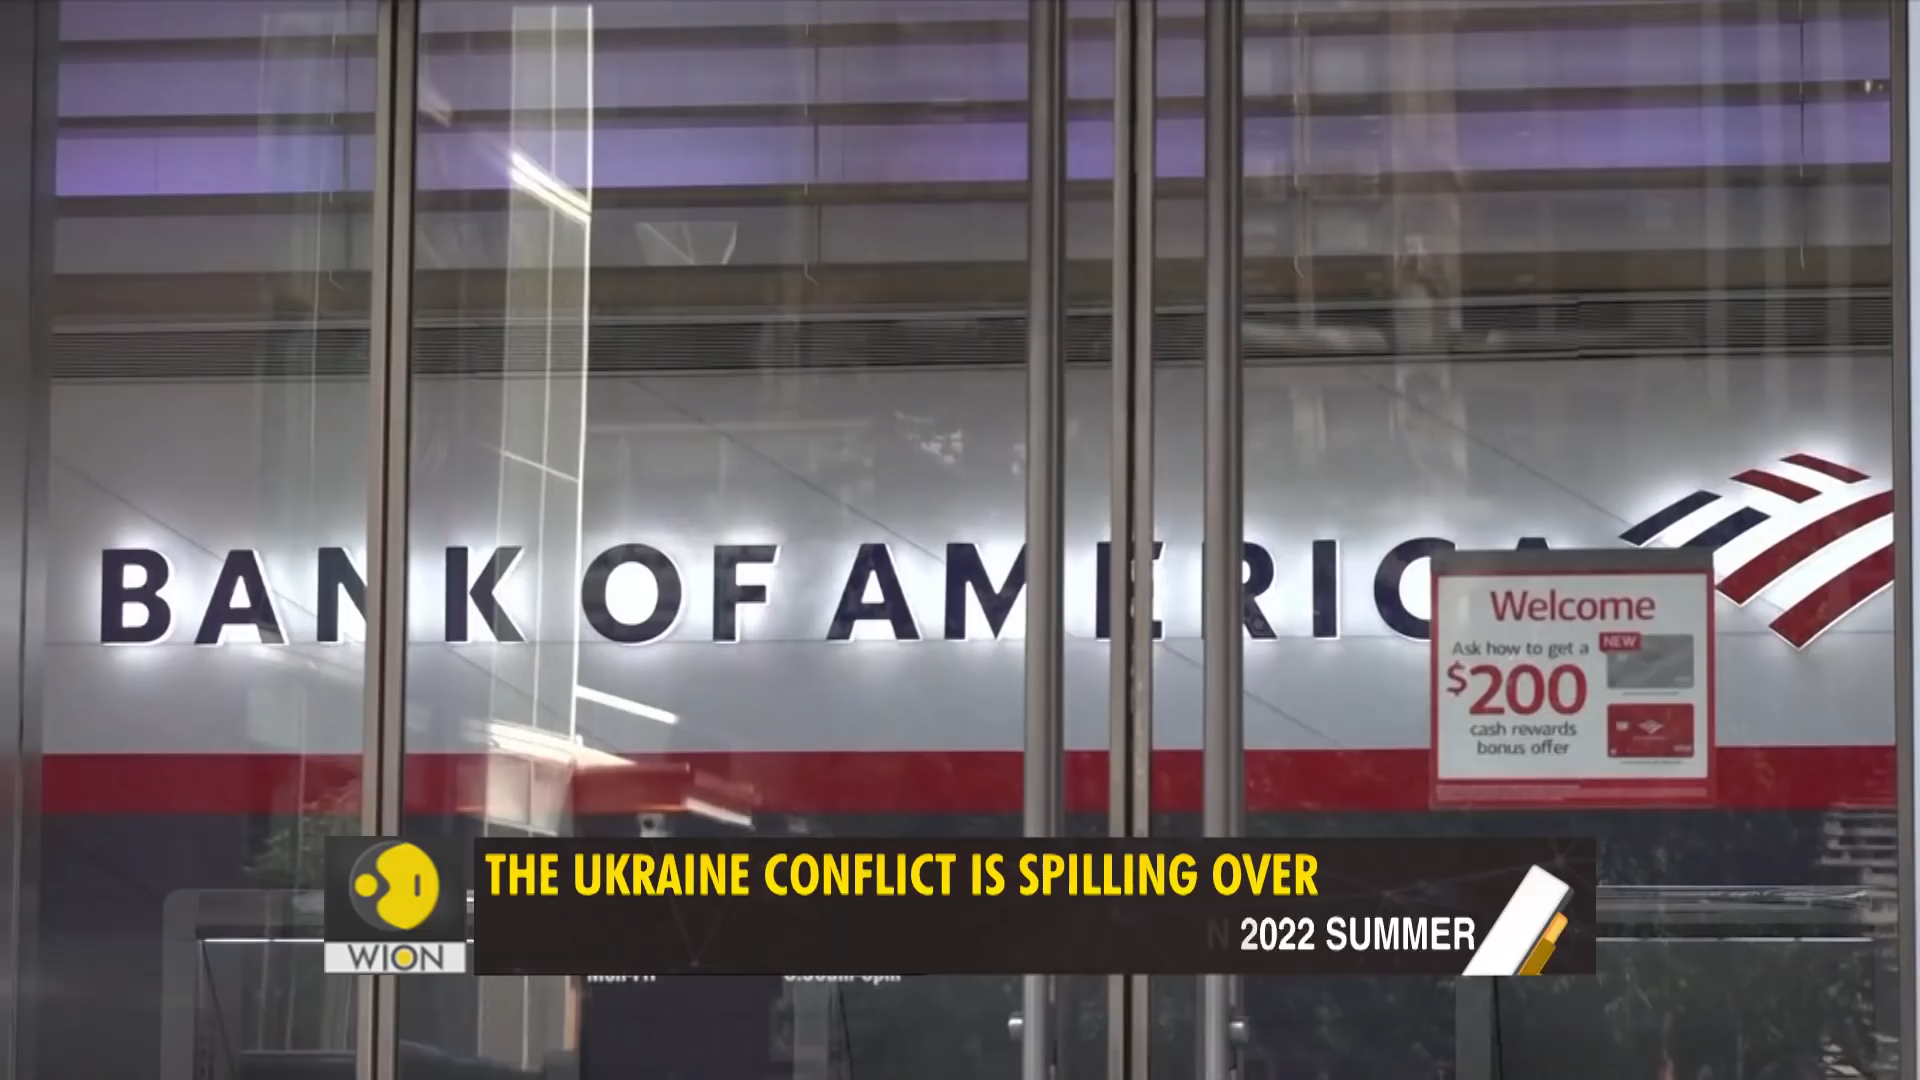 BANK OF AMERICA
Welcome
Ask how to get a
NEW
$200
cash rewards
bonus offer
THE UKRAINE CONFLICT IS SPILLING OVER
N 2022 SUMMER
WION